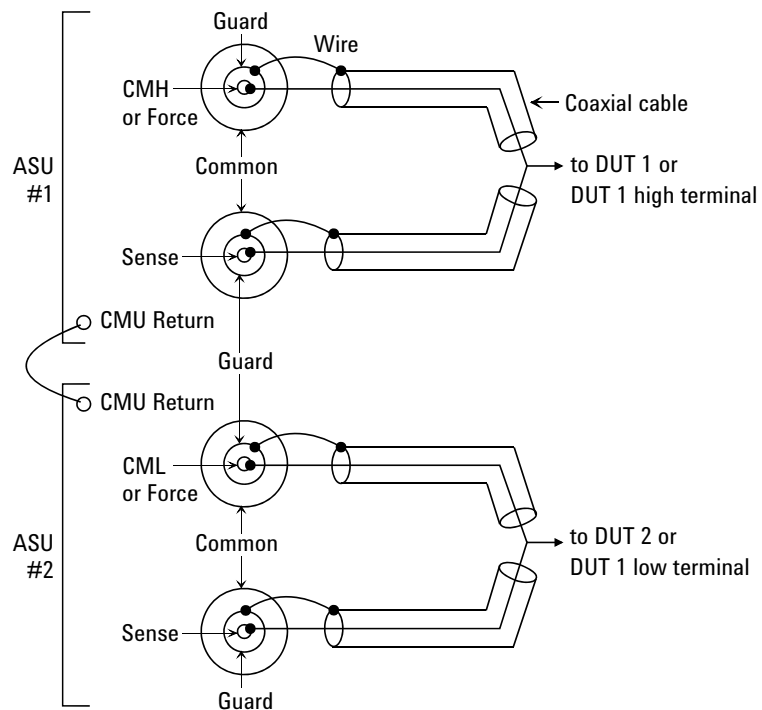 Guard
Wire
CMH
or Force
Coaxial cable
ASU
#1
Common
to DUT 1 or
DUT 1 high terminal
Sense
CMU Return
Guard
CMU Return
CML
or Force
ASU
#2
Common
to DUT 2 or
DUT 1 low terminal
Sense
Guard